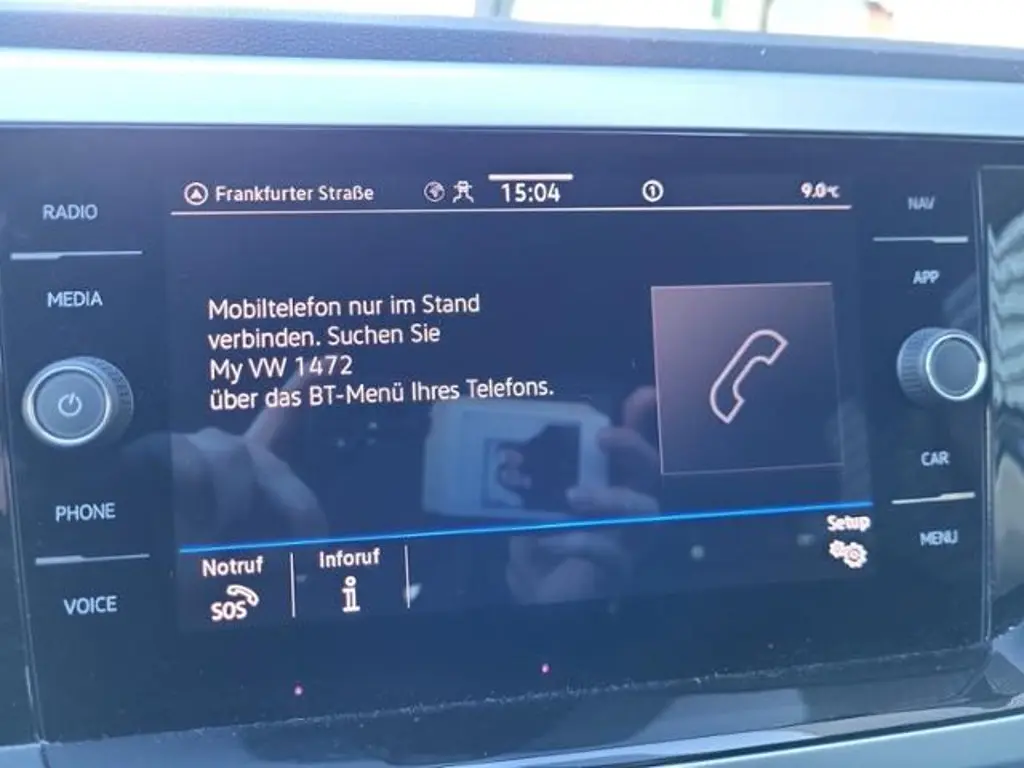 Frankfurter Straße 15:04 1 9.0°C
RADIO
NAV
MEDIA
APP
Mobiltelefon nur im Stand
verbinden. Suchen Sie
My VW 1472
über das BT-Menü Ihres Telefons.
CAR
PHONE
MENU
Setup
Notruf
Inforuf
SOS
i
VOICE